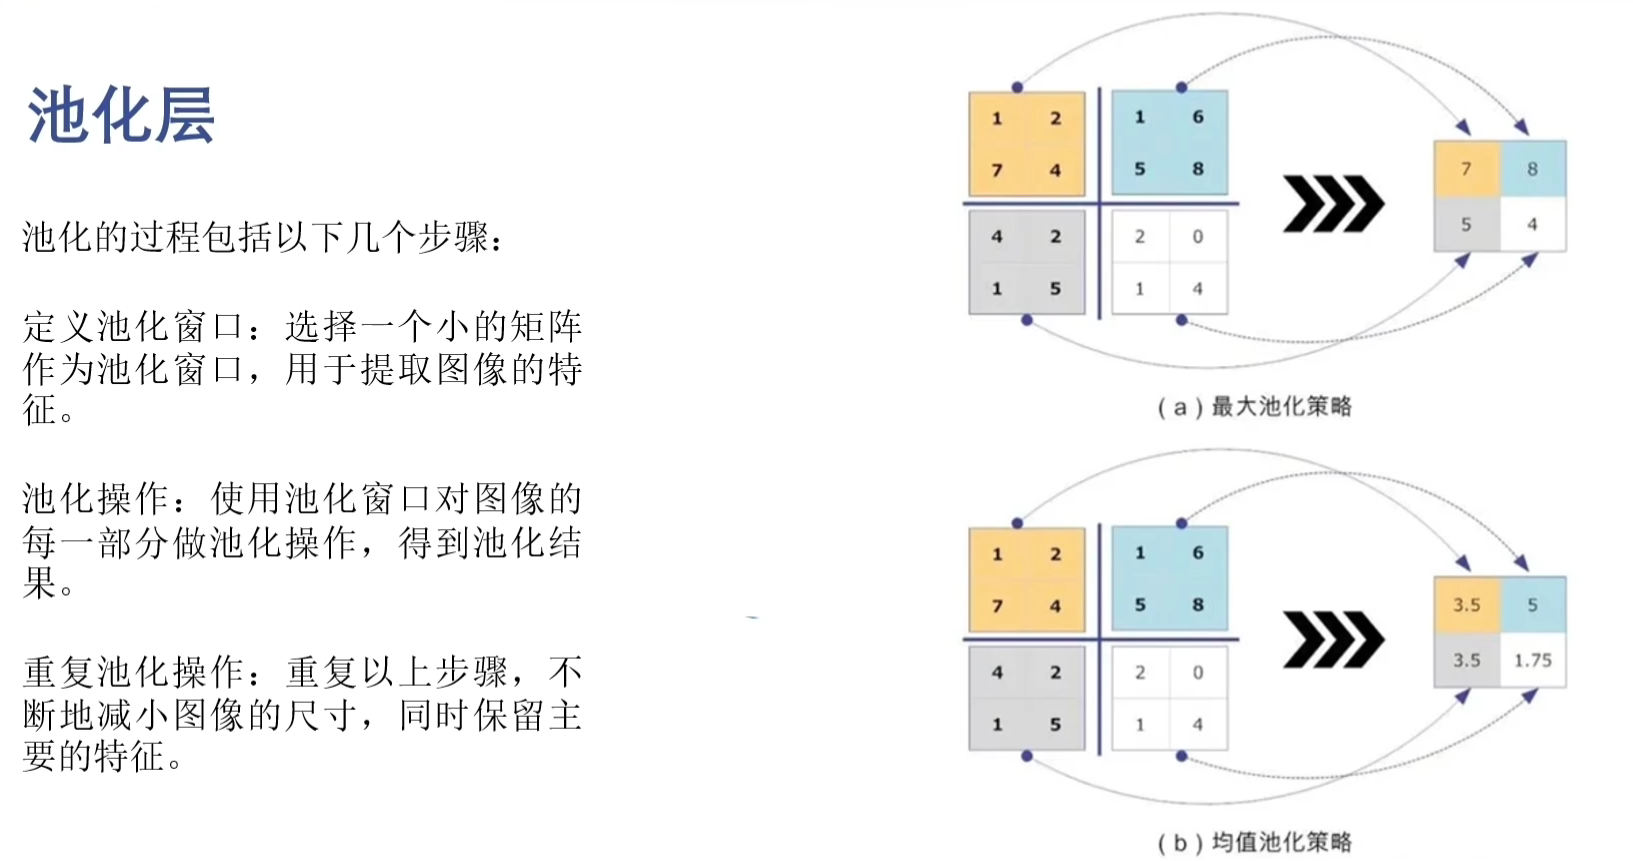 池化层
池化的过程包括以下几个步骤：
定义池化窗口：选择一个小的矩阵
作为池化窗口，用于提取图像的特
征。
池化操作：使用池化窗口对图像的
每一部分做池化操作，得到池化结
果。
重复池化操作：重复以上步骤，不
断地减小图像的尺寸，同时保留主
要的特征。
1 2 1 6
7 4 5 8
4 2 2 0
1 5 1 4
7 8
5 4
（a）最大池化策略
1 2 1 6
7 4 5 8
4 2 2 0
1 5 1 4
3.5 5
3.5 1.75
（b）均值池化策略